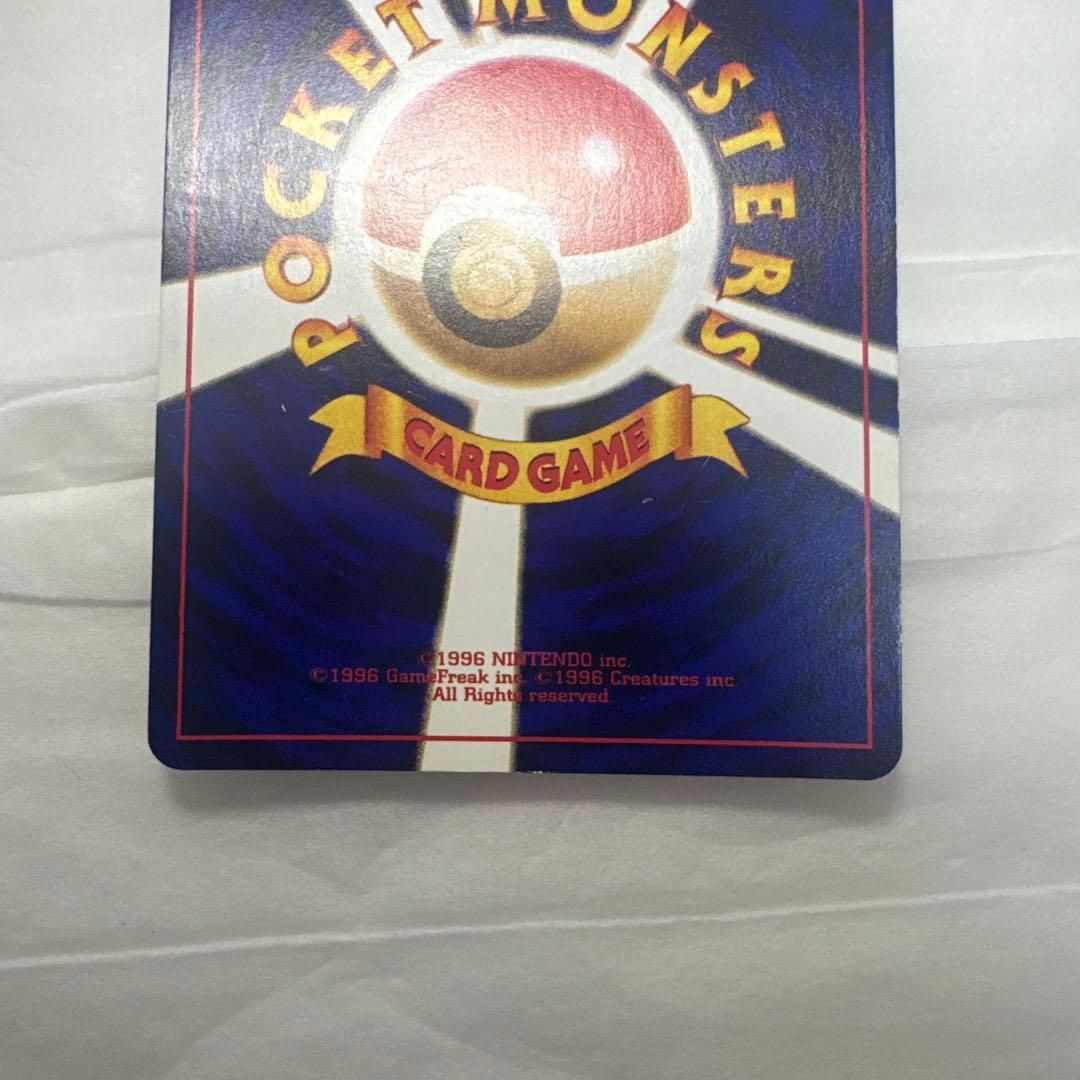 POCKET MONSTERS
CARD GAME
©1996 NINTENDO inc.
©1996 GameFreak inc. ©1996 Creatures inc.
All Rights reserved.